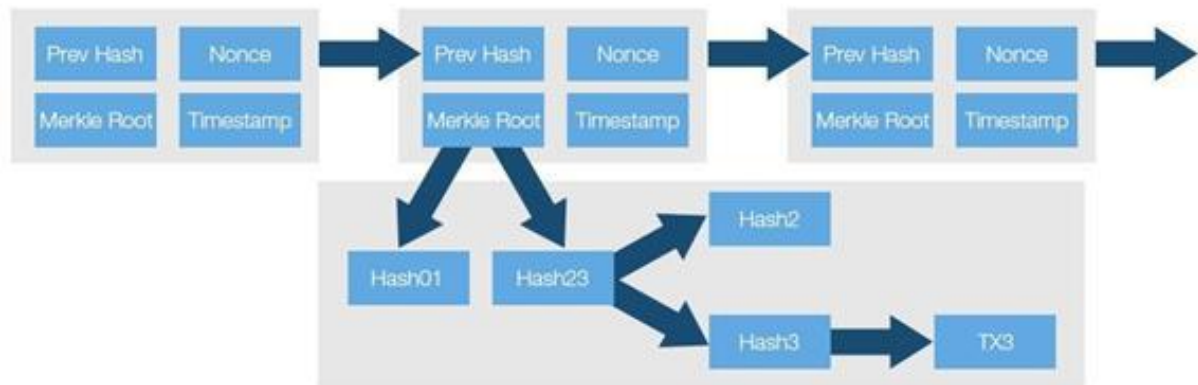 Prev Hash Nonce Prev Hash Nonce Prev Hash Nonce
Merkle Root Timestamp Merkle Root Timestamp Merkle Root Timestamp
Hash2
Hash01 Hash23
Hash3 TX3